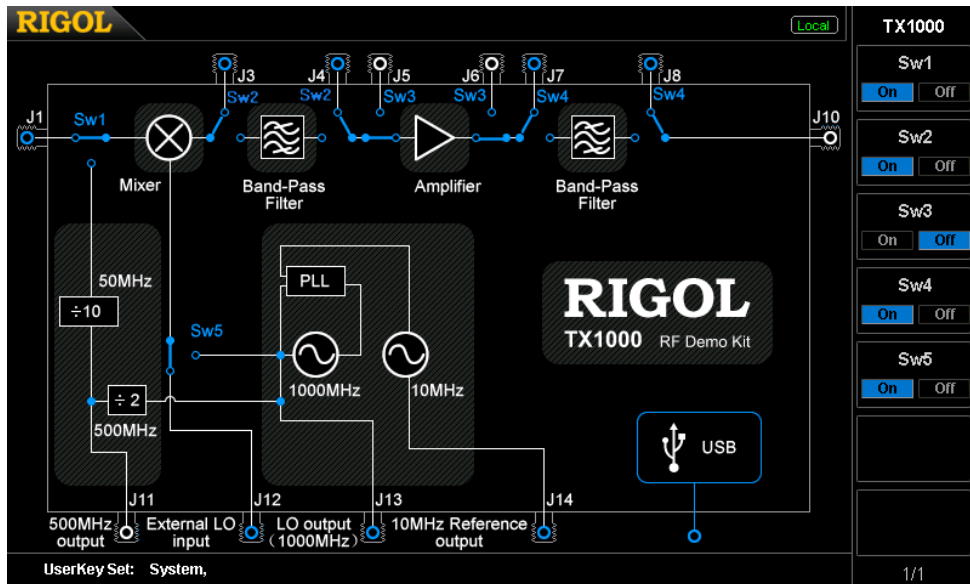 RIGOL
Local
TX1000
Sw1
On Off
Sw2
On Off
Sw3
On Off
Sw4
On Off
Sw5
On Off
1/1
J3 J4 J5 J6 J7 J8
Sw2 Sw2 Sw3 Sw3 Sw4 Sw4
J1 Sw1 J10
Mixer
Band-Pass
Filter
Amplifier
Band-Pass
Filter
50MHz
÷10
Sw5
÷ 2
500MHz
PLL
1000MHz
10MHz
RIGOL
TX1000 RF Demo Kit
USB
J11 J12 J13 J14
500MHz
output
External LO
input
LO output
(1000MHz)
10MHz Reference
output
UserKey Set: System,